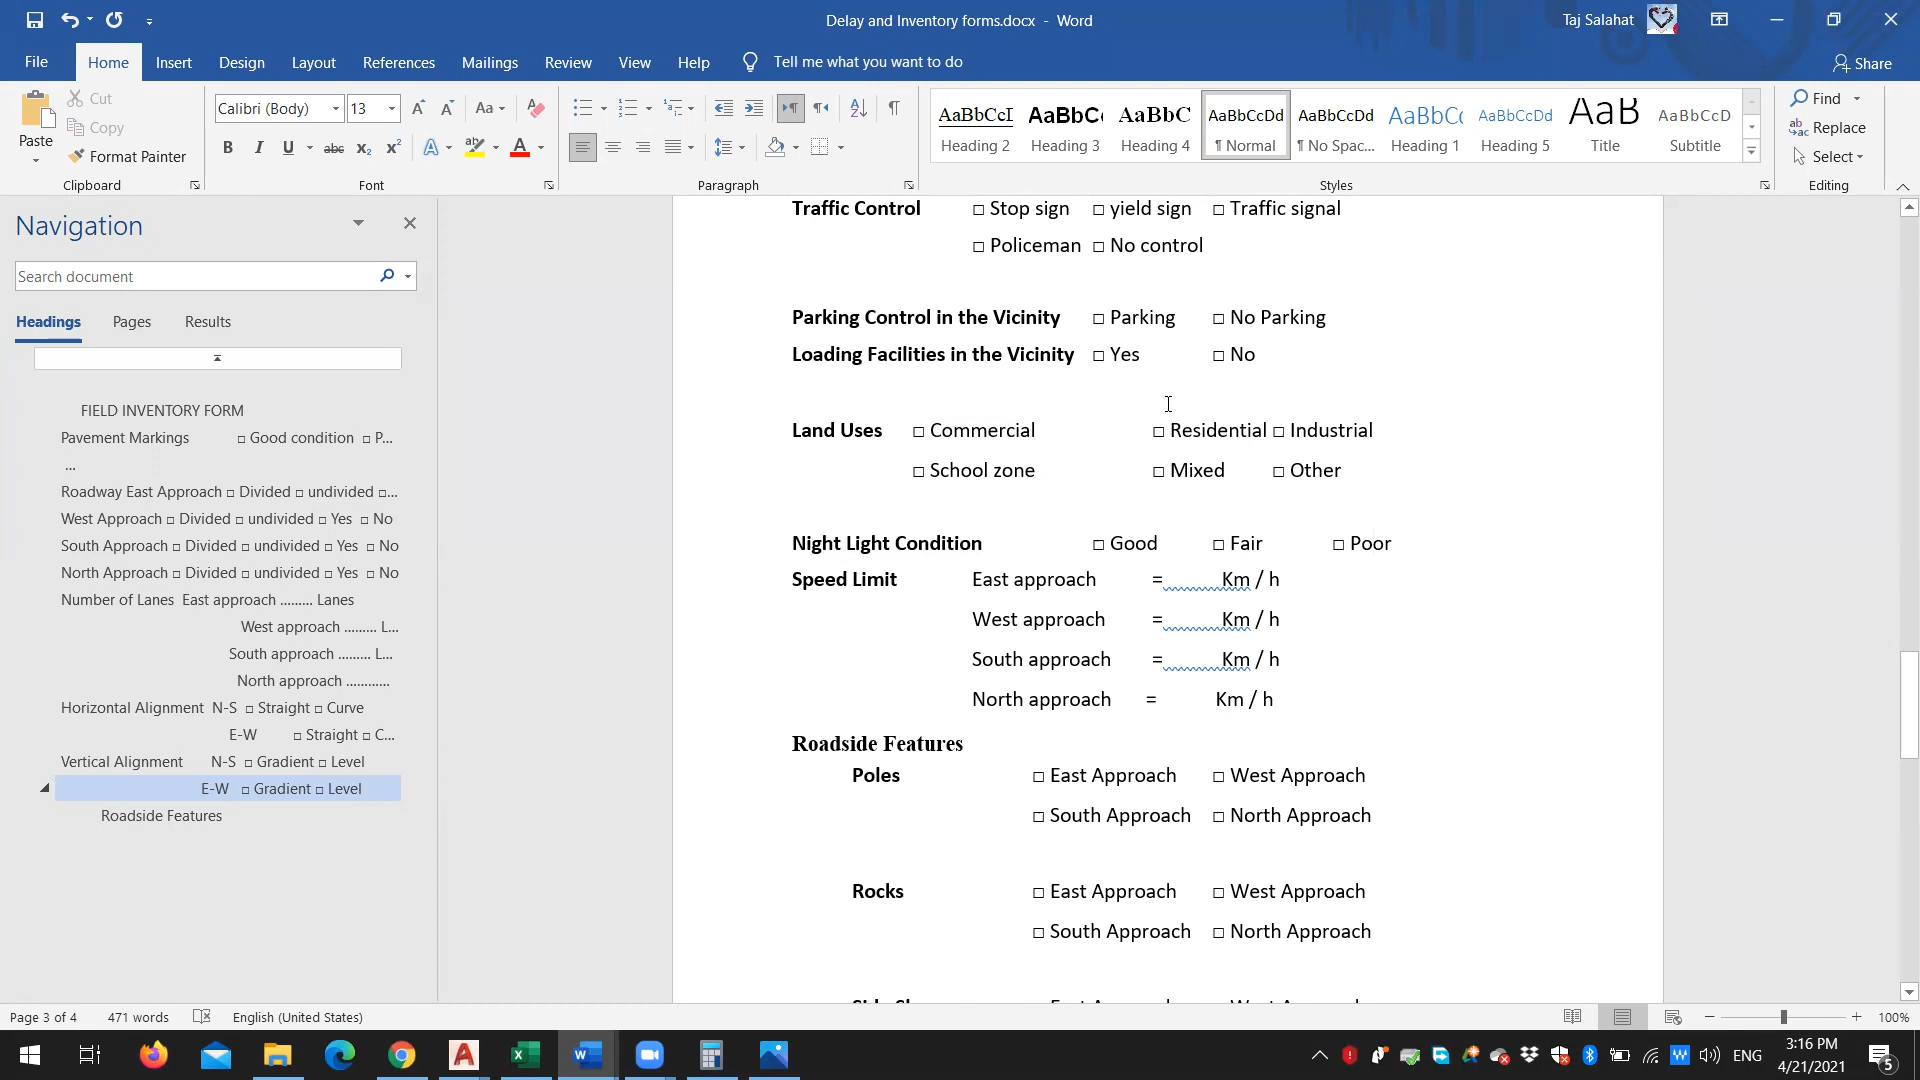 Delay and Inventory forms.docx - Word
Taj Salahat
File Home Insert Design Layout References Mailings Review View Help Tell me what you want to do Share
Paste
Cut
Copy
Format Painter
Clipboard
Calibri (Body) 13
Font
Paragraph
AaBbCcI AaBbC AaBbC AaBbCcDd AaBbCcDd AaBbCc AaBbCcDd AaB AaBbCcD
Heading 2 Heading 3 Heading 4 ¶ Normal ¶ No Spac... Heading 1 Heading 5 Title Subtitle
Styles
Find
Replace
Select
Editing
Navigation
Search document
Headings Pages Results
FIELD INVENTORY FORM
Pavement Markings □ Good condition □ P...
...
Roadway East Approach □ Divided □ undivided □...
West Approach □ Divided □ undivided □ Yes □ No
South Approach □ Divided □ undivided □ Yes □ No
North Approach □ Divided □ undivided □ Yes □ No
Number of Lanes East approach ......... Lanes
West approach ......... L...
South approach ......... L...
North approach ............
Horizontal Alignment N-S □ Straight □ Curve
E-W □ Straight □ C...
Vertical Alignment N-S □ Gradient □ Level
E-W □ Gradient □ Level
Roadside Features
Traffic Control □ Stop sign □ yield sign □ Traffic signal
□ Policeman □ No control
Parking Control in the Vicinity □ Parking □ No Parking
Loading Facilities in the Vicinity □ Yes □ No
Land Uses □ Commercial □ Residential □ Industrial
□ School zone □ Mixed □ Other
Night Light Condition □ Good □ Fair □ Poor
Speed Limit East approach = Km / h
West approach = Km / h
South approach = Km / h
North approach = Km / h
Roadside Features
Poles □ East Approach □ West Approach
□ South Approach □ North Approach
Rocks □ East Approach □ West Approach
□ South Approach □ North Approach
Page 3 of 4 471 words English (United States) 100%
ENG
3:16 PM
4/21/2021
5